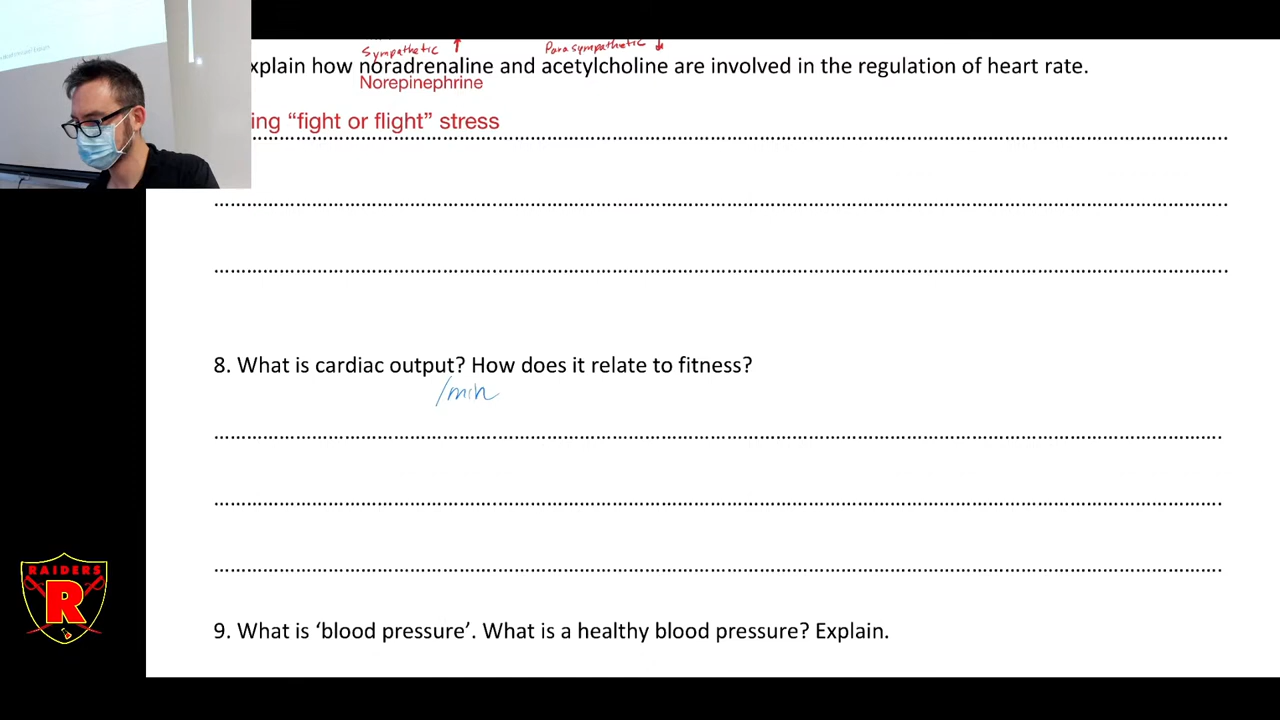 Sympathetic ↑ Parasympathetic ↓
xplain how noradrenaline and acetylcholine are involved in the regulation of heart rate.
Norepinephrine
ing “fight or flight” stress
8. What is cardiac output? How does it relate to fitness?
/min
RAIDERS
R
9. What is ‘blood pressure’. What is a healthy blood pressure? Explain.